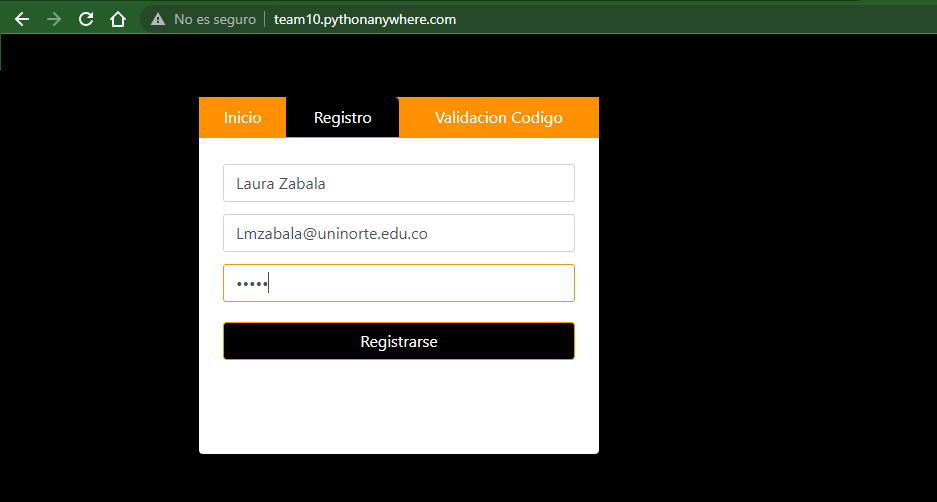 No es seguro team10.pythonanywhere.com
Inicio Registro Validacion Codigo
Laura Zabala
Lmzabala@uninorte.edu.co
•••••
Registrarse